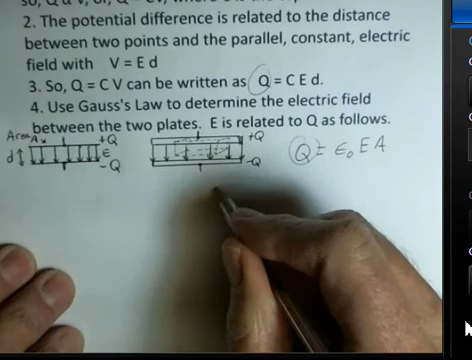 2. The potential difference is related to the distance
between two points and the parallel, constant, electric
field with V = E d
3. So, Q = C V can be written as Q = C E d.
4. Use Gauss's Law to determine the electric field
between the two plates. E is related to Q as follows.
Area A +Q +Q
d E Q = ϵ₀ E A
-Q -Q